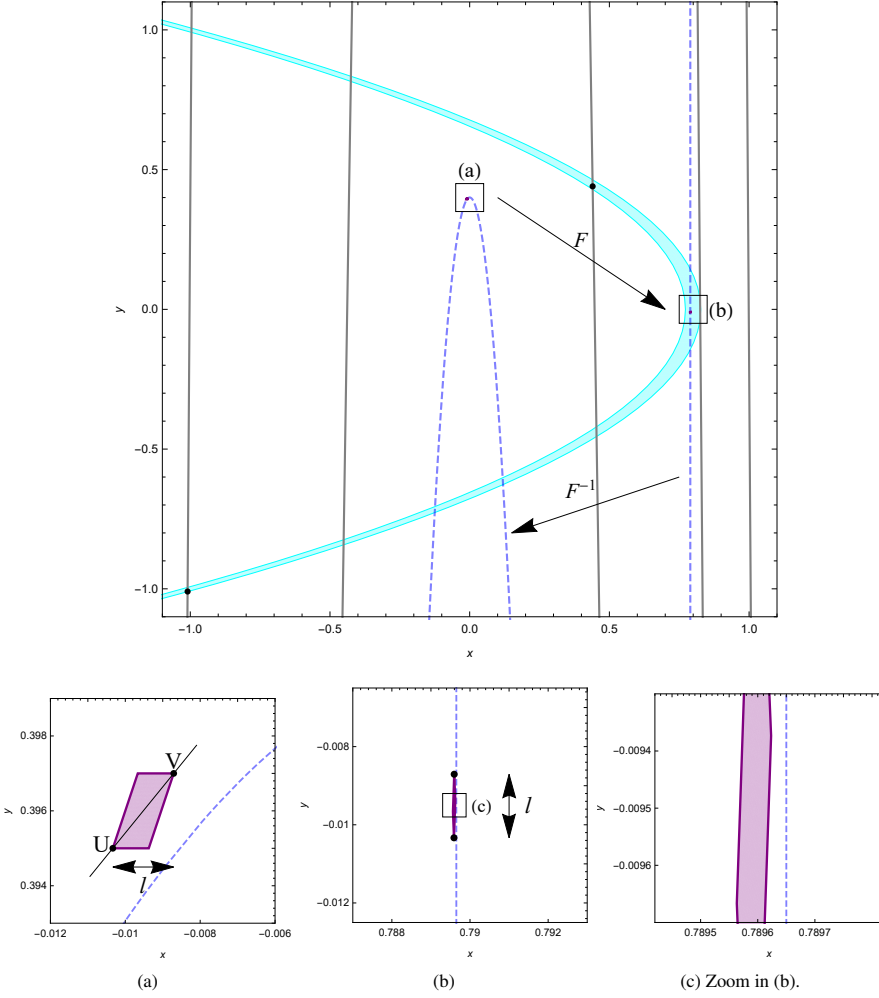 1.0
0.5
0.0
−0.5
−1.0
y
−1.0 −0.5 0.0 0.5 1.0
x
(a)
F
(b)
F−1
0.398
0.396
0.394
y
V
U
l
−0.012 −0.01 −0.008 −0.006
x
(a)
−0.008
−0.01
−0.012
y
(c)
l
0.788 0.79 0.792
x
(b)
−0.0094
−0.0095
−0.0096
y
0.7895 0.7896 0.7897
x
(c) Zoom in (b).